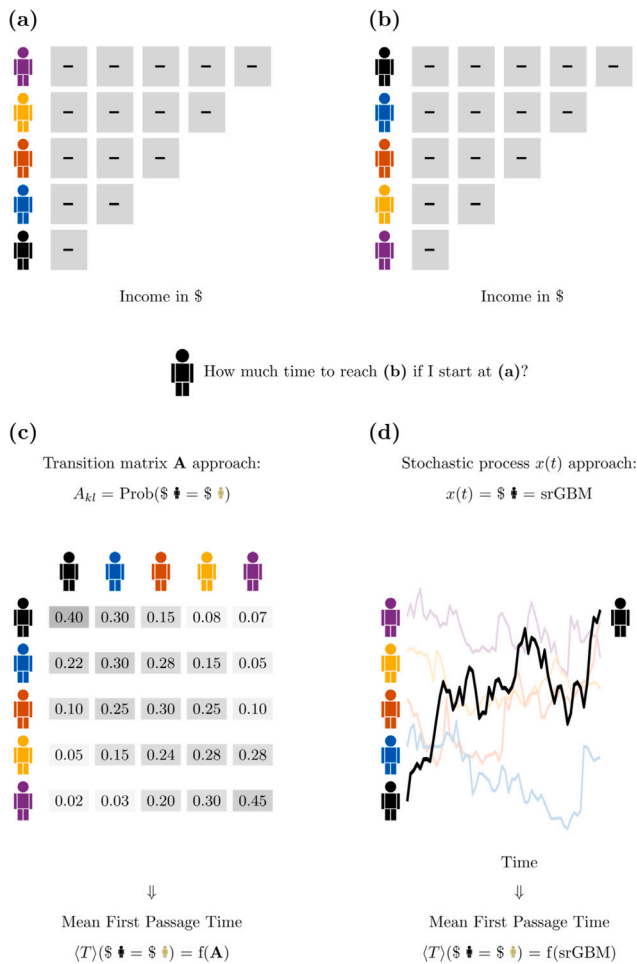 (a)
(b)
Income in $
Income in $
How much time to reach (b) if I start at (a)?
(c)
(d)
Transition matrix A approach:
A_{kl} = Prob($ = $ )
Stochastic process x(t) approach:
x(t) = $ = srGBM
0.40 0.30 0.15 0.08 0.07
0.22 0.30 0.28 0.15 0.05
0.10 0.25 0.30 0.25 0.10
0.05 0.15 0.24 0.28 0.28
0.02 0.03 0.20 0.30 0.45
Time
⇓
Mean First Passage Time
⟨T⟩($ = $ ) = f(A)
⇓
Mean First Passage Time
⟨T⟩($ = $ ) = f(srGBM)